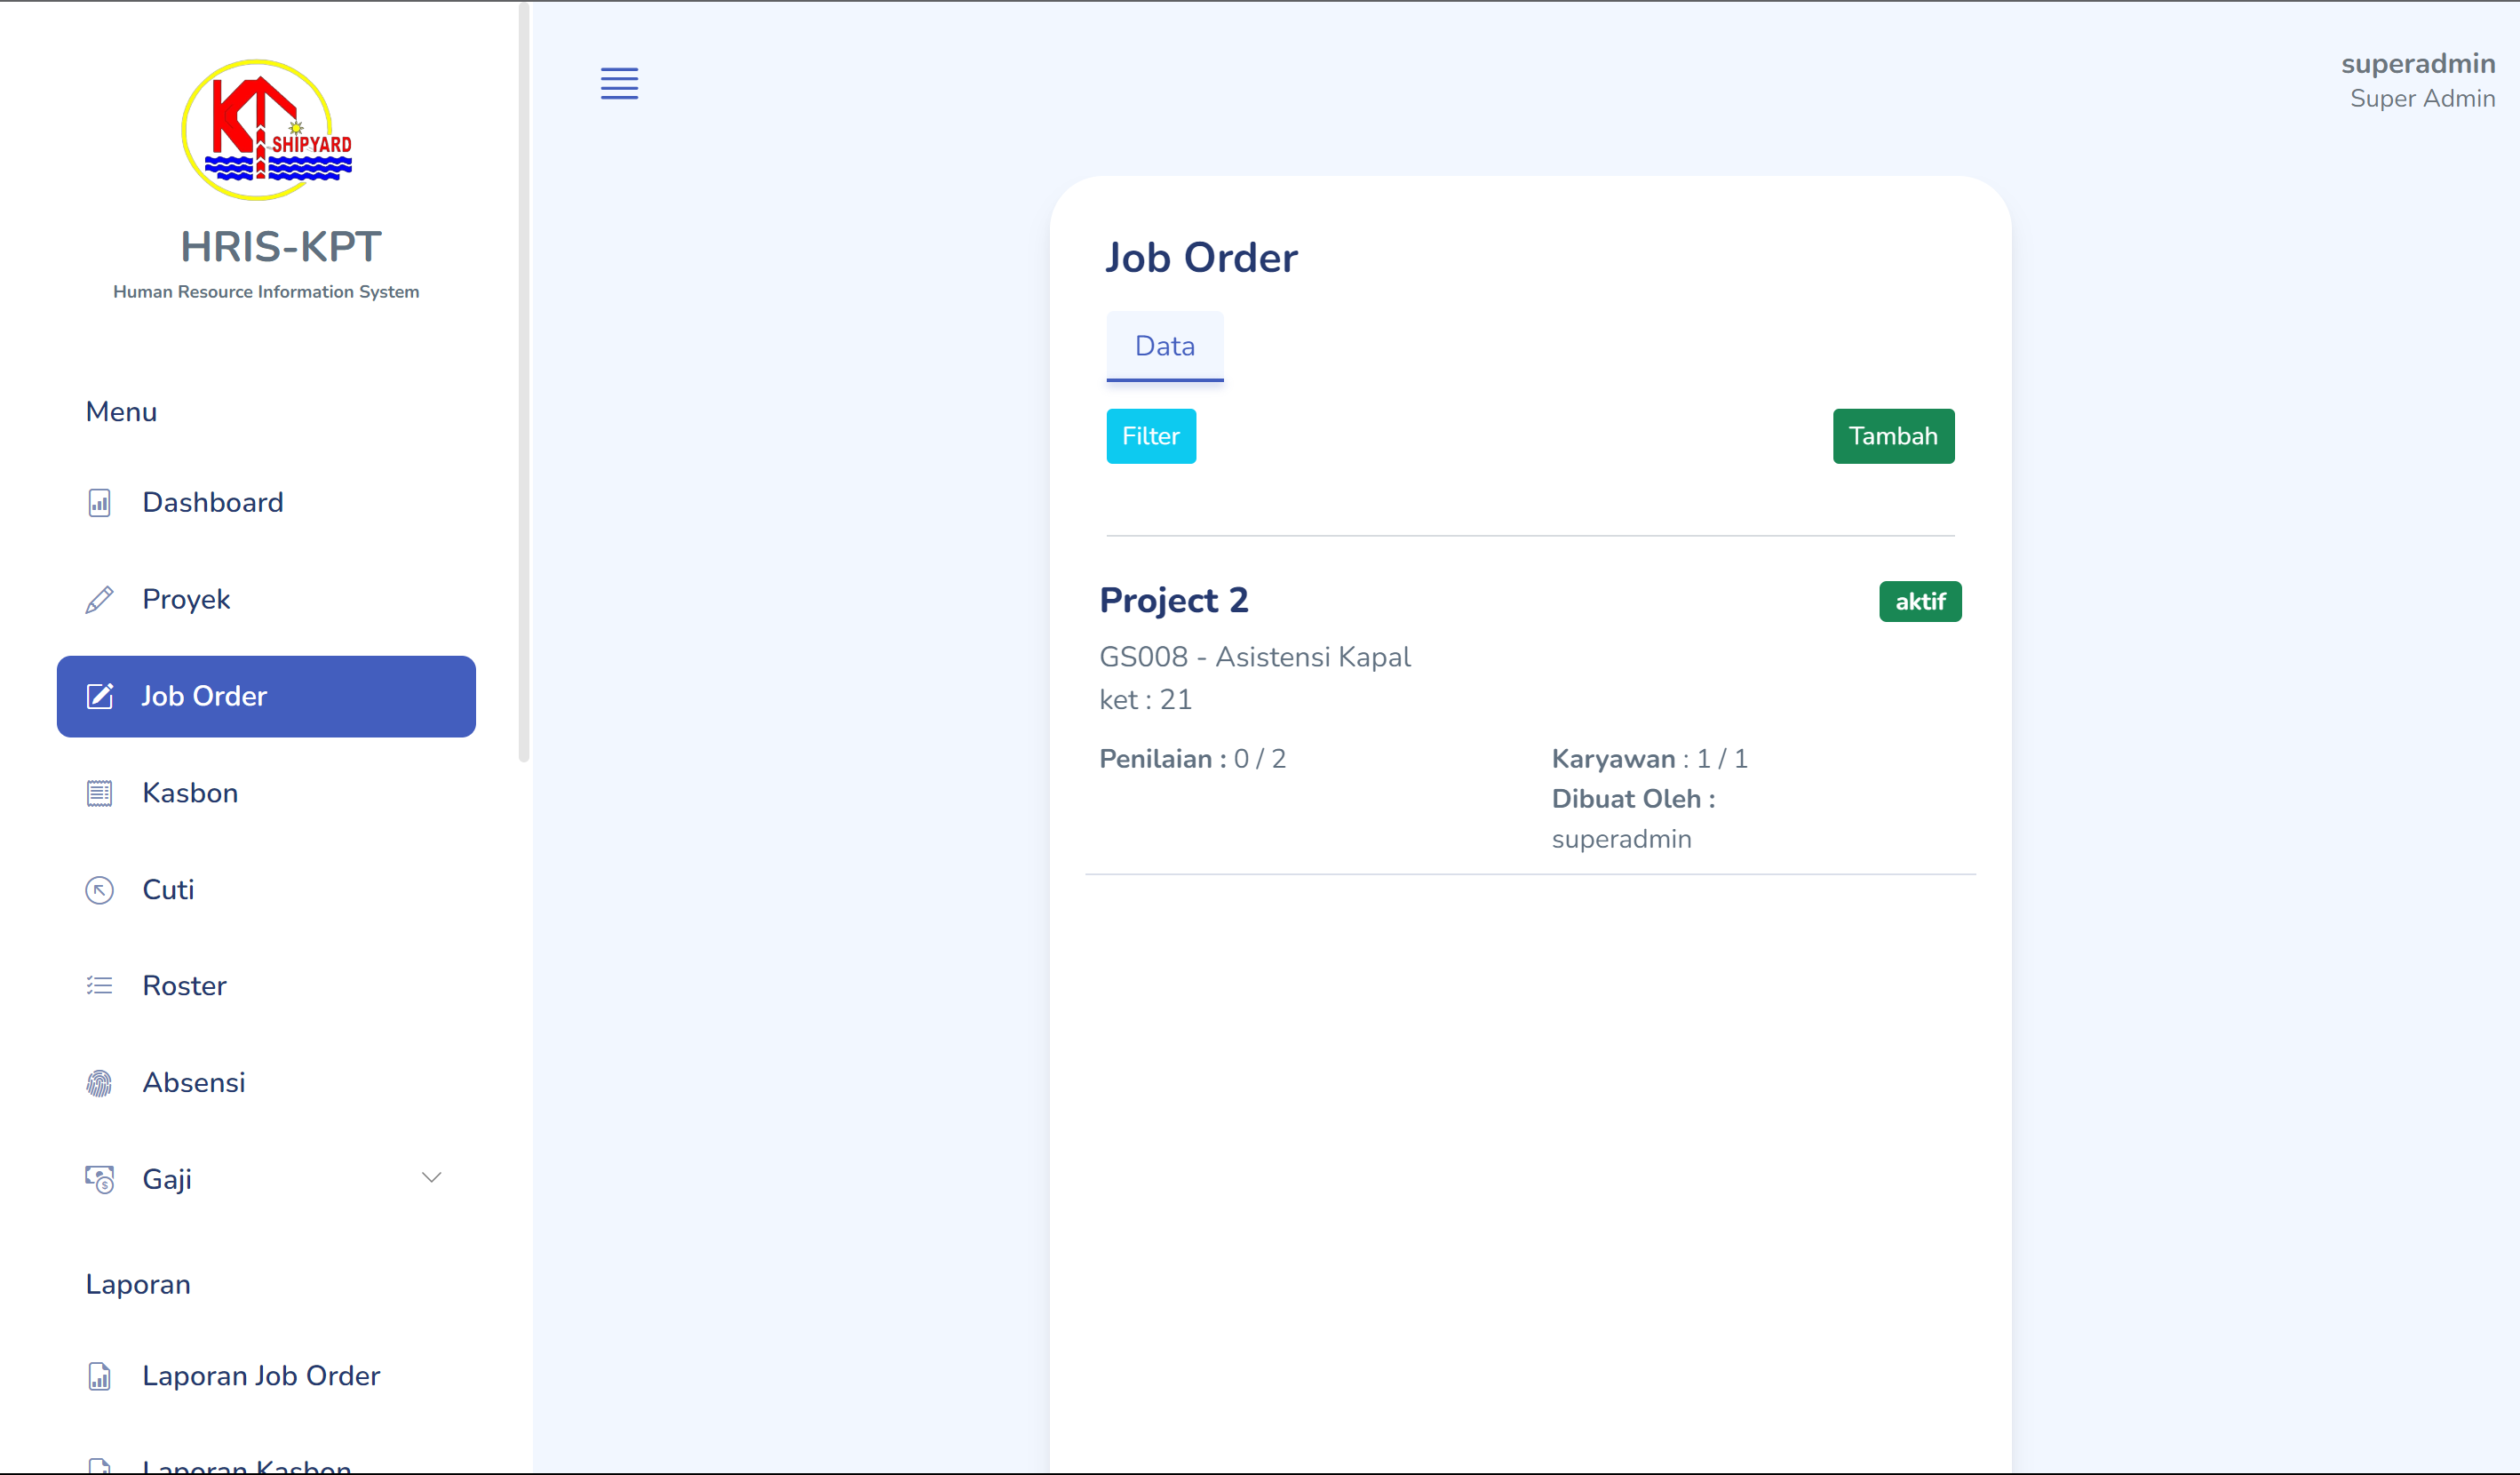 SHIPYARD
HRIS-KPT
Human Resource Information System
Menu
Dashboard
Proyek
Job Order
Kasbon
Cuti
Roster
Absensi
Gaji
Laporan
Laporan Job Order
Laporan Kasbon
superadmin
Super Admin
Job Order
Data
Filter
Tambah
Project 2
aktif
GS008 - Asistensi Kapal
ket : 21
Penilaian : 0 / 2
Karyawan : 1 / 1
Dibuat Oleh :
superadmin